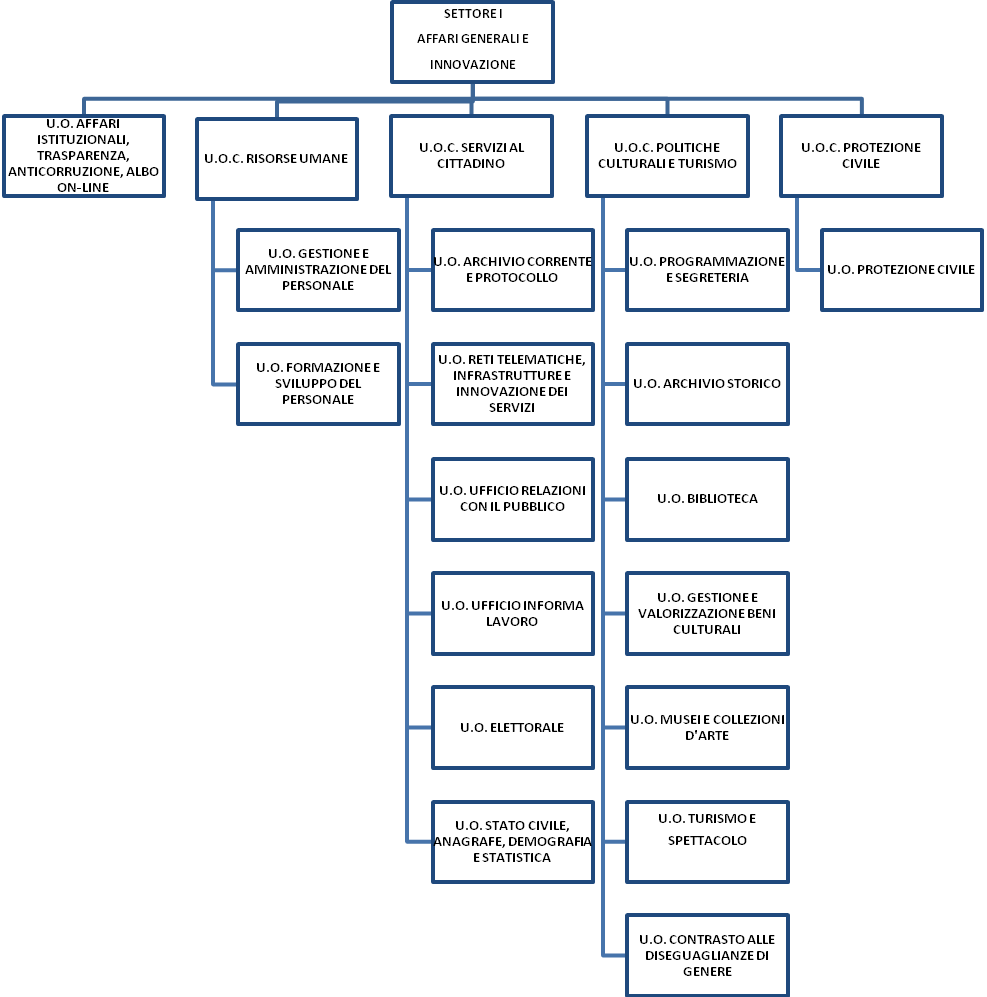 SETTORE I
AFFARI GENERALI E
INNOVAZIONE
U.O. AFFARI
ISTITUZIONALI,
TRASPARENZA,
ANTICORRUZIONE, ALBO
ON-LINE
U.O.C. RISORSE UMANE
U.O.C. SERVIZI AL
CITTADINO
U.O.C. POLITICHE
CULTURALI E TURISMO
U.O.C. PROTEZIONE
CIVILE
U.O. GESTIONE E
AMMINISTRAZIONE DEL
PERSONALE
U.O. FORMAZIONE E
SVILUPPO DEL
PERSONALE
U.O. ARCHIVIO CORRENTE
E PROTOCOLLO
U.O. RETI TELEMATICHE,
INFRASTRUTTURE E
INNOVAZIONE DEI
SERVIZI
U.O. UFFICIO RELAZIONI
CON IL PUBBLICO
U.O. UFFICIO INFORMA
LAVORO
U.O. ELETTORALE
U.O. STATO CIVILE,
ANAGRAFE, DEMOGRAFIA
E STATISTICA
U.O. PROGRAMMAZIONE
E SEGRETERIA
U.O. ARCHIVIO STORICO
U.O. BIBLIOTECA
U.O. GESTIONE E
VALORIZZAZIONE BENI
CULTURALI
U.O. MUSEI E COLLEZIONI
D'ARTE
U.O. TURISMO E
SPETTACOLO
U.O. CONTRASTO ALLE
DISEGUAGLIANZE DI
GENERE
U.O. PROTEZIONE CIVILE